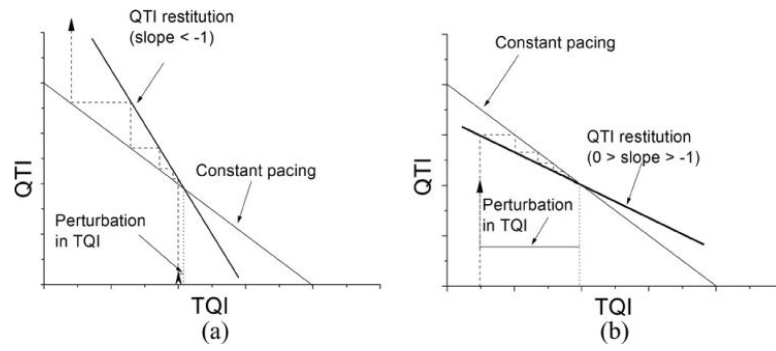 QTI restitution
(slope < -1)
Constant pacing
Perturbation
in TQI
QTI
TQI
(a)
Constant pacing
QTI restitution
(0 > slope > -1)
Perturbation
in TQI
QTI
TQI
(b)